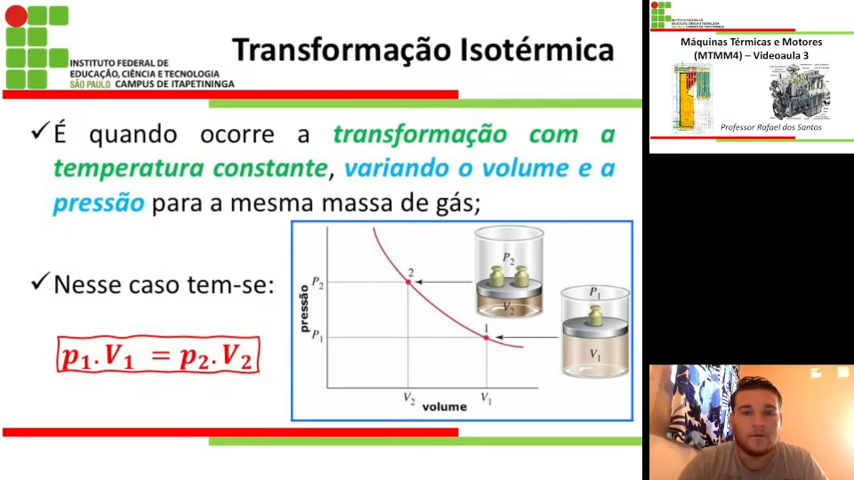 Transformação Isotérmica
INSTITUTO FEDERAL DE
EDUCAÇÃO, CIÊNCIA E TECNOLOGIA
SÃO PAULO CAMPUS DE ITAPETININGA
✓É quando ocorre a transformação com a
temperatura constante, variando o volume e a
pressão para a mesma massa de gás;
✓Nesse caso tem-se:
p₁.V₁ = p₂.V₂
pressão
P₂
P₁
2
1
V₂
V₁
volume
P₂
V₂
P₁
V₁
Máquinas Térmicas e Motores
(MTMM4) – Videoaula 3
Professor Rafael dos Santos